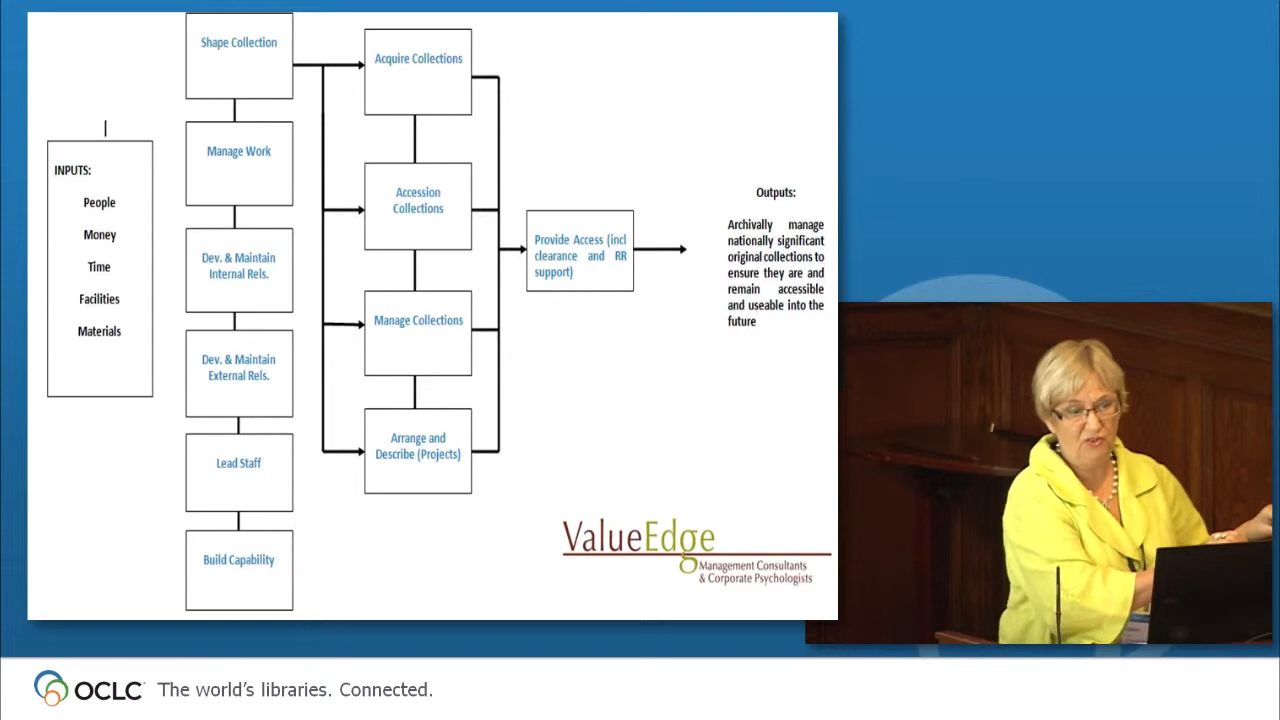 Shape Collection
Manage Work
Dev. & Maintain
Internal Rels.
Dev. & Maintain
External Rels.
Lead Staff
Build Capability
INPUTS:
People
Money
Time
Facilities
Materials
Acquire Collections
Accession
Collections
Manage Collections
Arrange and
Describe (Projects)
Provide Access (incl
clearance and RR
support)
Outputs:
Archivally manage
nationally significant
original collections to
ensure they are and
remain accessible
and useable into the
future
ValueEdge
Management Consultants
& Corporate Psychologists
OCLC
The world's libraries. Connected.